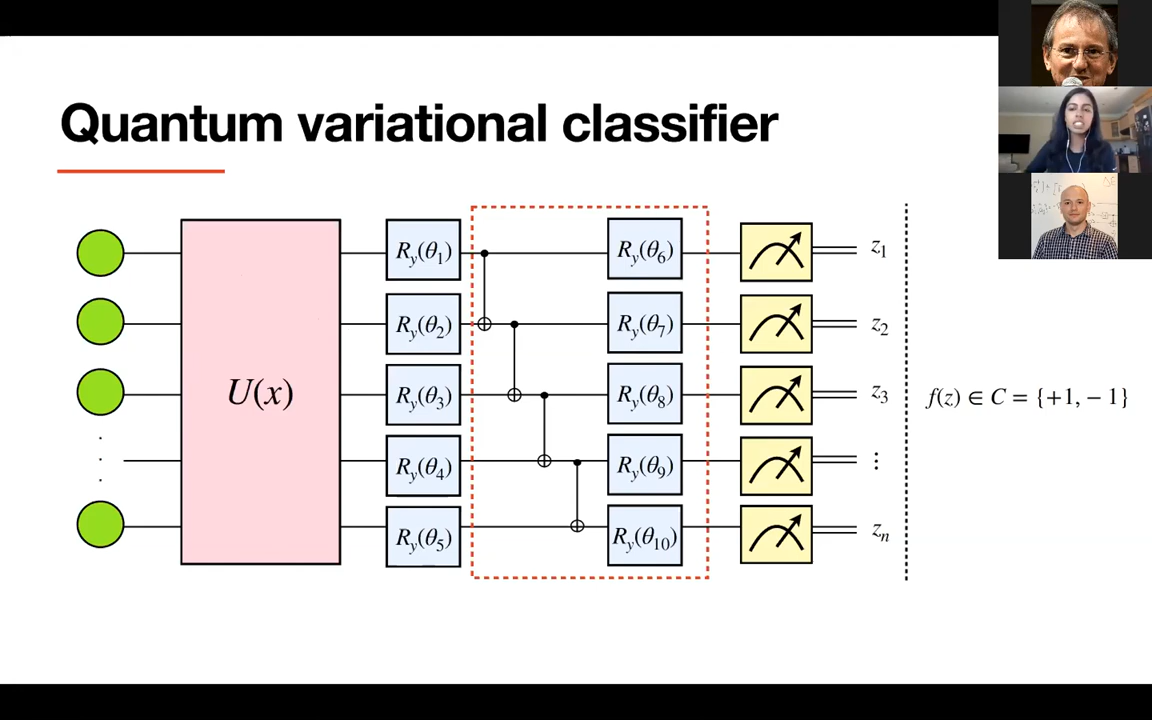 Quantum variational classifier
U(x)
R_y(θ_1) R_y(θ_6) z_1
R_y(θ_2) R_y(θ_7) z_2
R_y(θ_3) R_y(θ_8) z_3
f(z) ∈ C = {+1, − 1}
R_y(θ_4) R_y(θ_9) ⋮
R_y(θ_5) R_y(θ_10) z_n